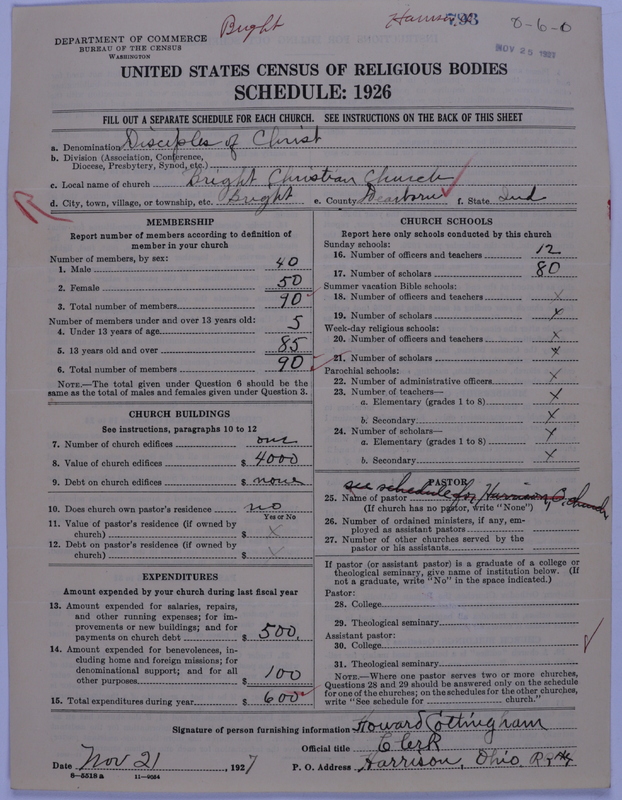 Bright
Harrison
793
0-6-0
DEPARTMENT OF COMMERCE
BUREAU OF THE CENSUS
WASHINGTON
NOV 25 1927
UNITED STATES CENSUS OF RELIGIOUS BODIES
SCHEDULE: 1926
FILL OUT A SEPARATE SCHEDULE FOR EACH CHURCH. SEE INSTRUCTIONS ON THE BACK OF THIS SHEET
a. Denomination Disciples of Christ
b. Division (Association, Conference,
Diocese, Presbytery, Synod, etc.)
c. Local name of church Bright Christian Church
d. City, town, village, or township, etc. Bright e. County Dearborn f. State Ind
MEMBERSHIP
Report number of members according to definition of
member in your church
Number of members, by sex:
1. Male 40
2. Female 50
3. Total number of members 90
Number of members under and over 13 years old:
4. Under 13 years of age 5
5. 13 years old and over 85
6. Total number of members 90
NOTE.—The total given under Question 6 should be the
same as the total of males and females given under Question 3.
CHURCH BUILDINGS
See instructions, paragraphs 10 to 12
7. Number of church edifices one
8. Value of church edifices $ 4000
9. Debt on church edifices $ none
10. Does church own pastor's residence no
Yes or No
11. Value of pastor's residence (if owned by
church) $ X
12. Debt on pastor's residence (if owned by
church) $ X
EXPENDITURES
Amount expended by your church during last fiscal year
13. Amount expended for salaries, repairs,
and other running expenses; for im-
provements or new buildings; and for
payments on church debt $ 500.
14. Amount expended for benevolences, in-
cluding home and foreign missions; for
denominational support; and for all
other purposes $ 100
15. Total expenditures during year $ 600
CHURCH SCHOOLS
Report here only schools conducted by this church
Sunday schools:
16. Number of officers and teachers 12
17. Number of scholars 80
Summer vacation Bible schools:
18. Number of officers and teachers X
19. Number of scholars X
Week-day religious schools:
20. Number of officers and teachers X
21. Number of scholars X
Parochial schools:
22. Number of administrative officers X
23. Number of teachers—
a. Elementary (grades 1 to 8) X
b. Secondary X
24. Number of scholars—
a. Elementary (grades 1 to 8) X
b. Secondary X
PASTOR
25. Name of pastor see schedule for Harrison, O. church
(If church has no pastor, write "None")
26. Number of ordained ministers, if any, em-
ployed as assistant pastors
27. Number of other churches served by the
pastor or his assistants
If pastor (or assistant pastor) is a graduate of a college or
theological seminary, give name of institution below. (If
not a graduate, write "No" in the space indicated.)
Pastor:
28. College
29. Theological seminary
Assistant pastor:
30. College
31. Theological seminary
NOTE.—Where one pastor serves two or more churches,
Questions 28 and 29 should be answered only on the schedule
for one of the churches; on the schedules for the other churches,
write "See schedule for church."
Signature of person furnishing information Howard Cottingham
Official title Clerk
Date Nov 21, 1927 P. O. Address Harrison, Ohio,
8—5518 a 11—9034